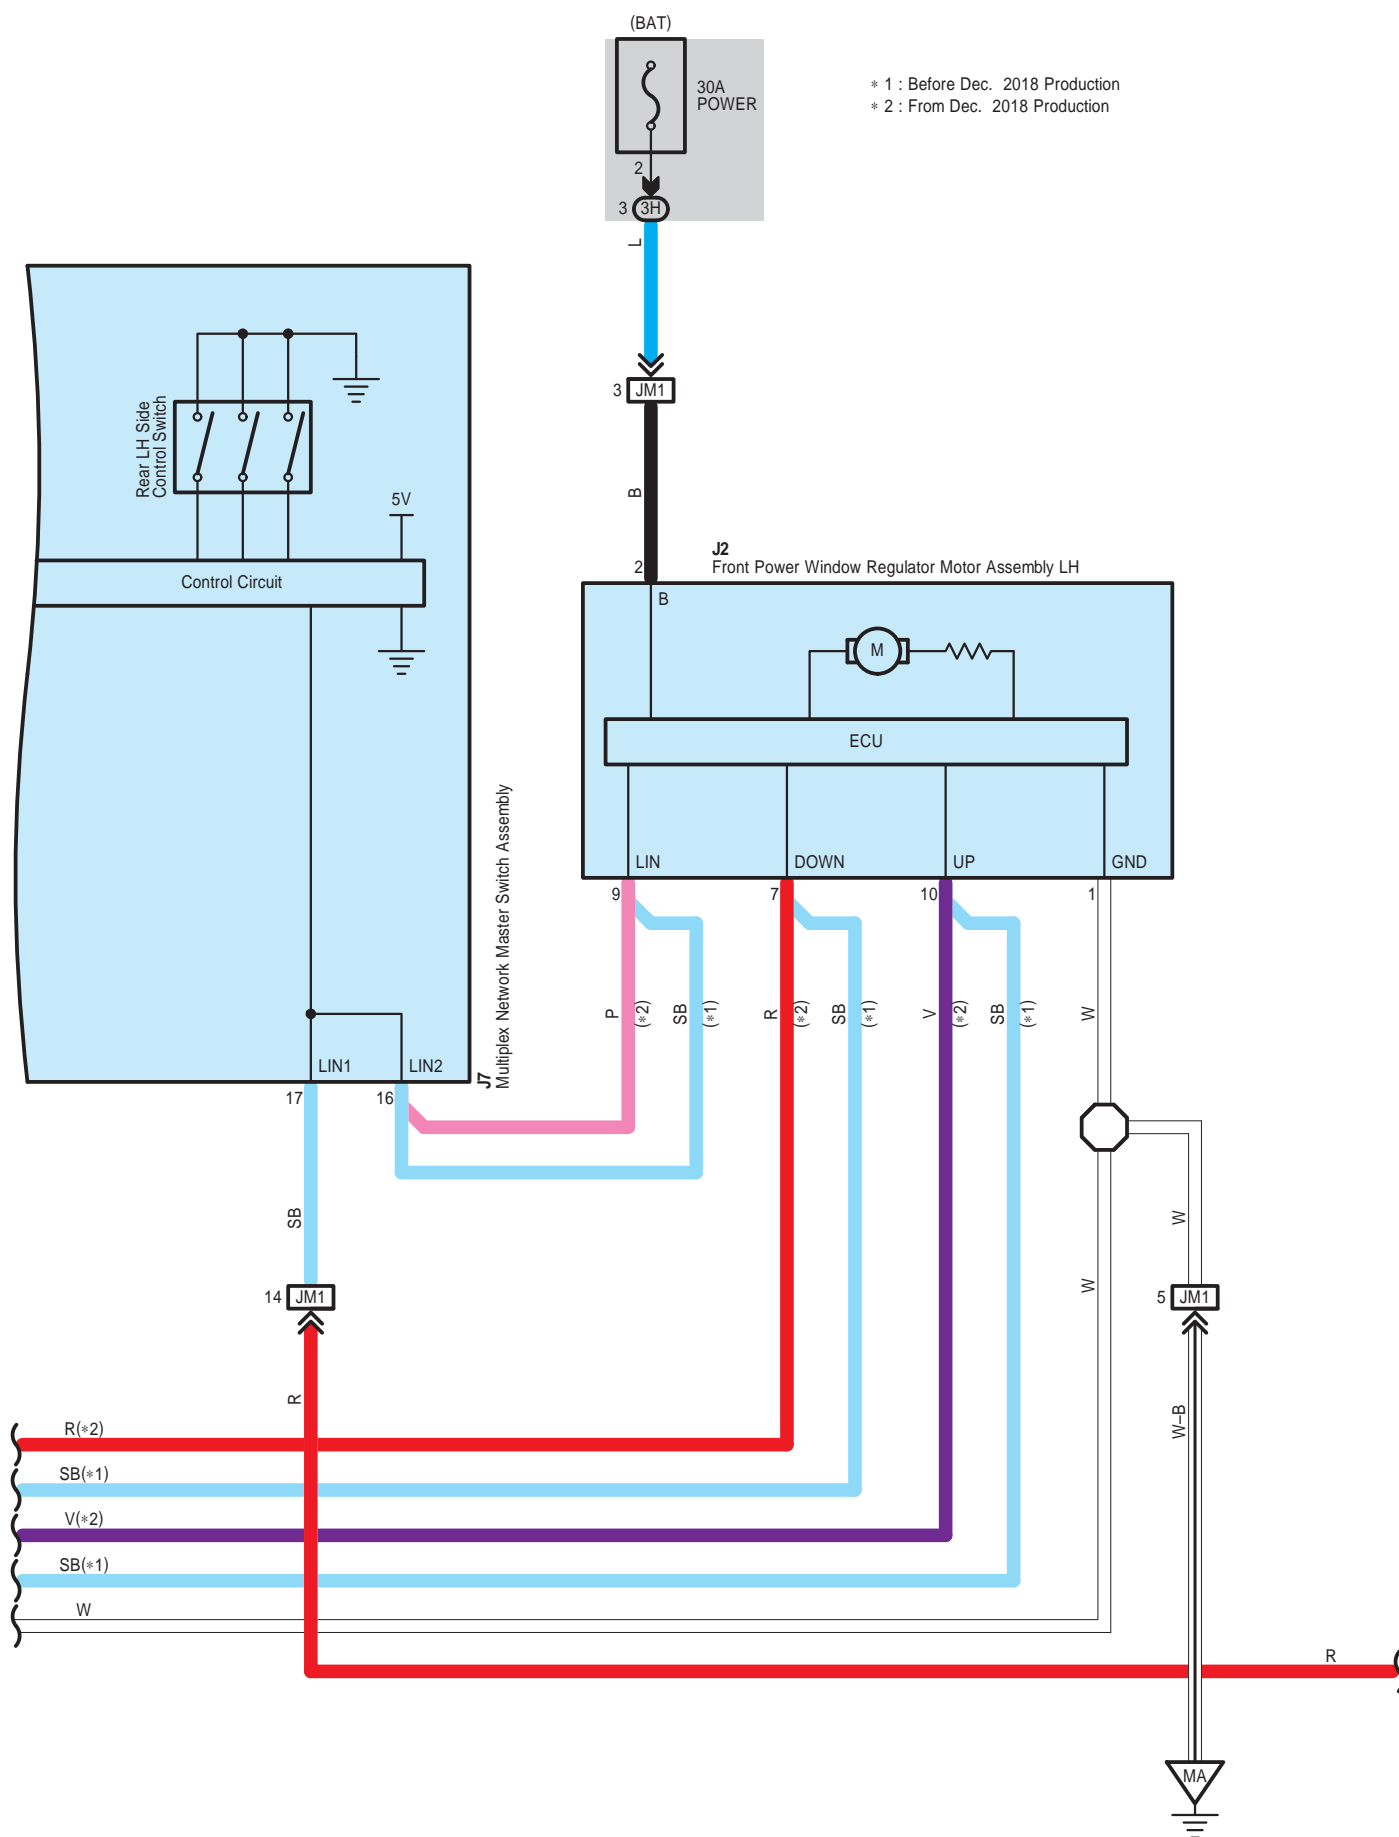 (BAT)
30A
POWER
∗ 1 : Before Dec. 2018 Production
∗ 2 : From Dec. 2018 Production
2
3
3H
L
3
JM1
B
Rear LH Side
Control Switch
5V
Control Circuit
J2
Front Power Window Regulator Motor Assembly LH
2
B
M
ECU
LIN
DOWN
UP
GND
9
7
10
1
J7
Multiplex Network Master Switch Assembly
P
(∗2)
SB
(∗1)
R
(∗2)
SB
(∗1)
V
(∗2)
SB
(∗1)
W
LIN1
LIN2
17
16
SB
W
W
14
JM1
5
JM1
R
W–B
R(∗2)
SB(∗1)
V(∗2)
SB(∗1)
W
R
MA